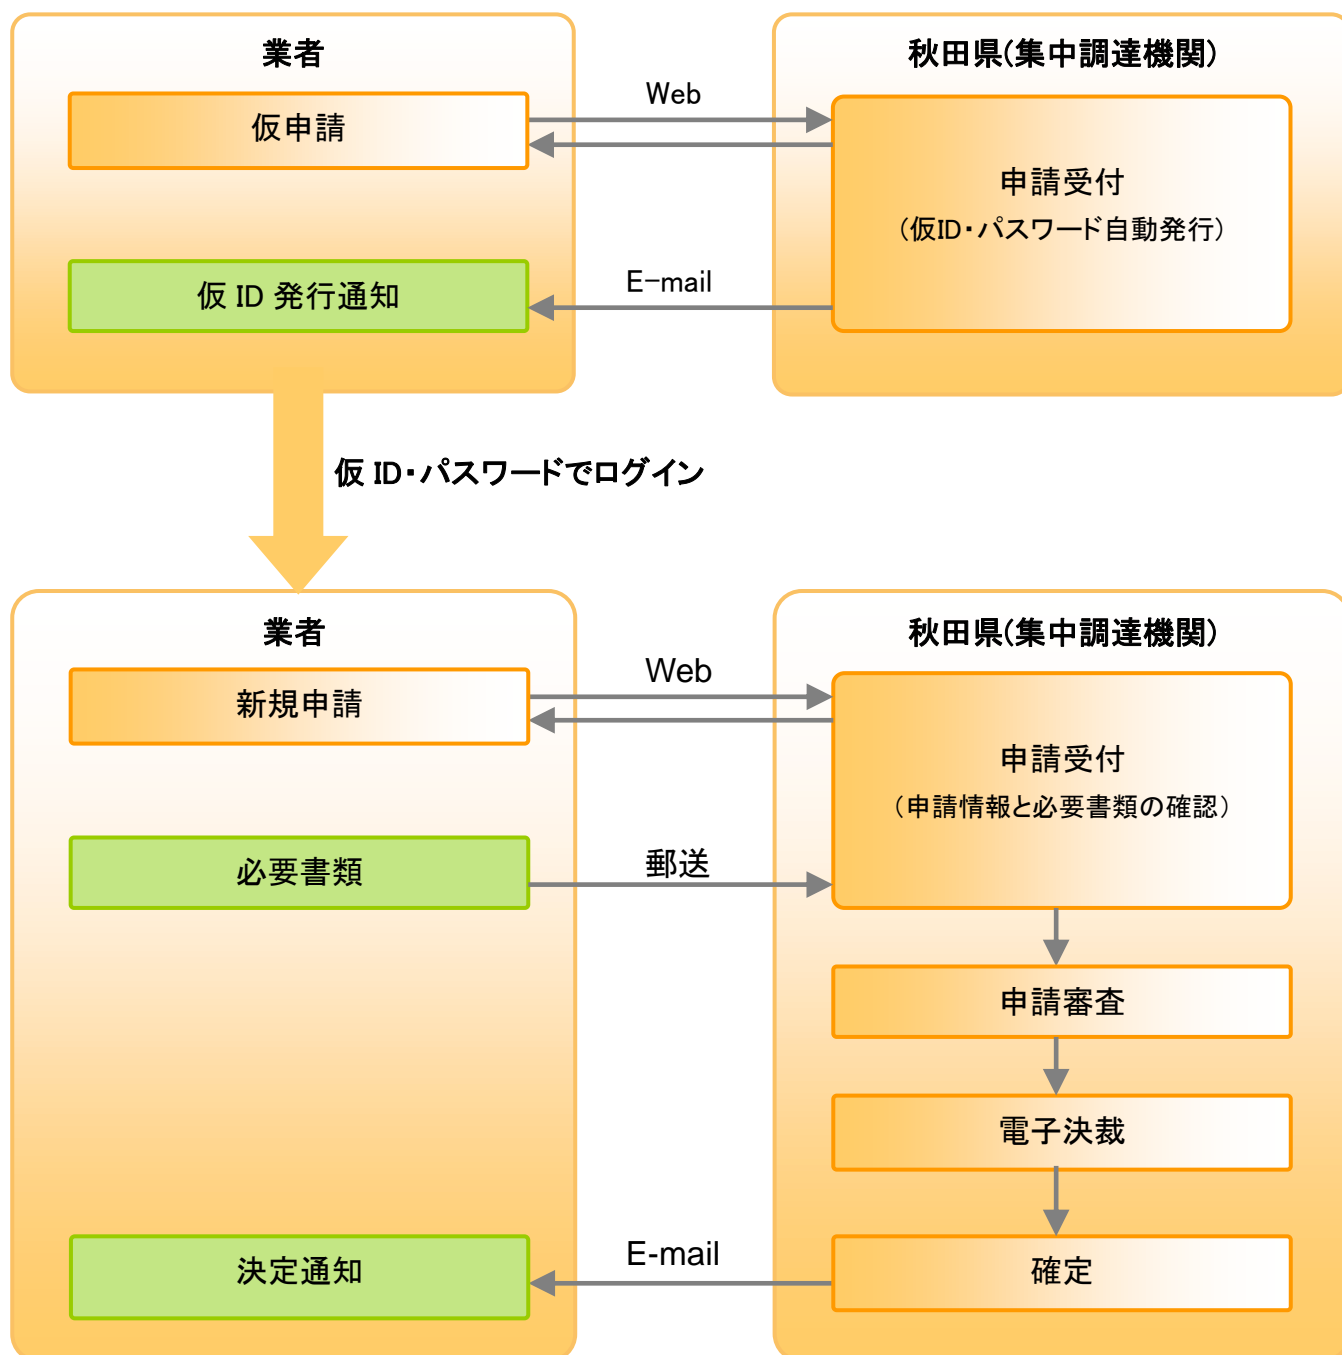 業者
秋田県(集中調達機関)
仮申請
Web
申請受付
（仮ID・パスワード自動発行）
仮 ID 発行通知
E-mail
仮 ID・パスワードでログイン
業者
秋田県(集中調達機関)
新規申請
Web
申請受付
（申請情報と必要書類の確認）
必要書類
郵送
申請審査
電子決裁
決定通知
E-mail
確定